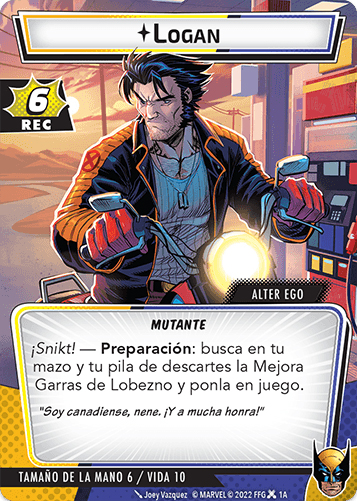 LOGAN
6
REC
ALTER EGO
MUTANTE
¡Snikt! — Preparación: busca en tu
mazo y tu pila de descartes la Mejora
Garras de Lobezno y ponla en juego.
"Soy canadiense, nene. ¡Y a mucha honra!"
TAMAÑO DE LA MANO 6 / VIDA 10
Joey Vazquez © MARVEL © 2022 FFG 1A